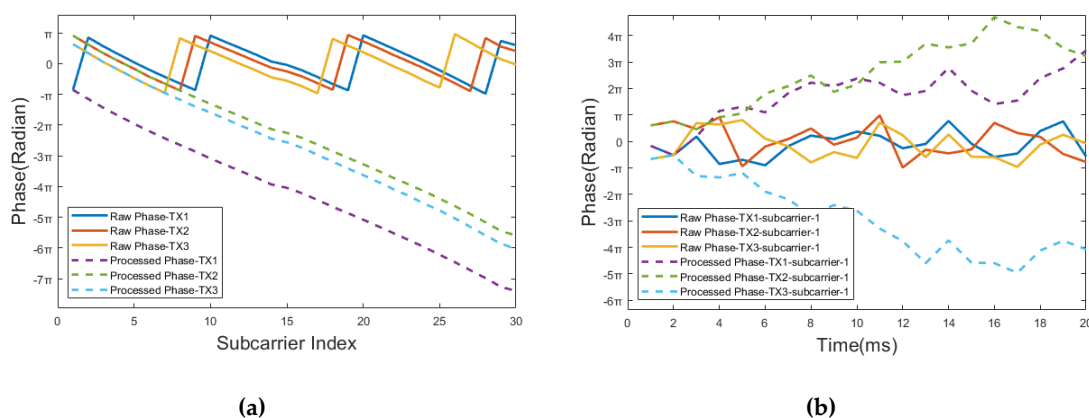 π
0
-π
-2π
-3π
-4π
-5π
-6π
-7π
Phase(Radian)
Raw Phase-TX1
Raw Phase-TX2
Raw Phase-TX3
Processed Phase-TX1
Processed Phase-TX2
Processed Phase-TX3
0 5 10 15 20 25 30
Subcarrier Index
(a)
4π
3π
2π
π
0
-π
-2π
-3π
-4π
-5π
-6π
Phase(Radian)
Raw Phase-TX1-subcarrier-1
Raw Phase-TX2-subcarrier-1
Raw Phase-TX3-subcarrier-1
Processed Phase-TX1-subcarrier-1
Processed Phase-TX2-subcarrier-1
Processed Phase-TX3-subcarrier-1
0 2 4 6 8 10 12 14 16 18 20
Time(ms)
(b)